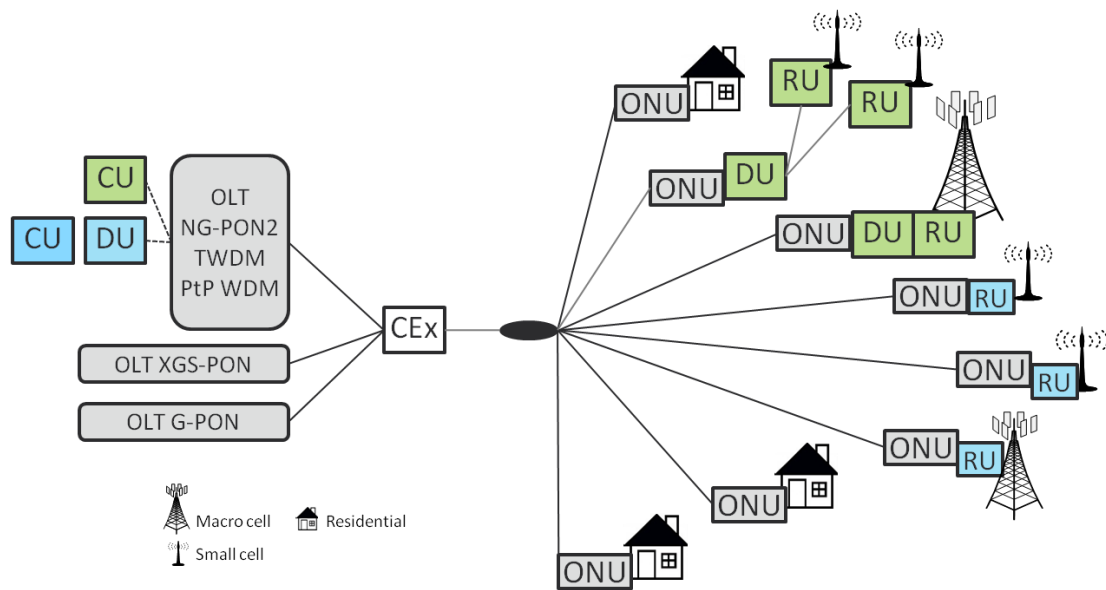 CU
CU
DU
OLT
NG-PON2
TWDM
PtP WDM
OLT XGS-PON
OLT G-PON
CEx
ONU
RU
RU
ONU
DU
ONU
DU
RU
ONU
RU
ONU
RU
ONU
RU
ONU
ONU
Macro cell
Residential
Small cell